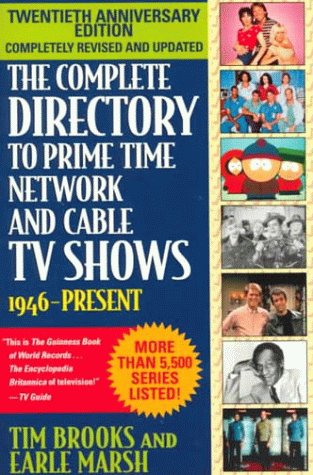 TWENTIETH ANNIVERSARY
EDITION
COMPLETELY REVISED AND UPDATED
THE COMPLETE
DIRECTORY
TO PRIME TIME
NETWORK
AND CABLE
TV SHOWS
1946–PRESENT
"This is The Guinness Book
of World Records...
The Encyclopedia
Britannica of television!"
—TV Guide
MORE
THAN 5,500
SERIES
LISTED!
TIM BROOKS AND
EARLE MARSH